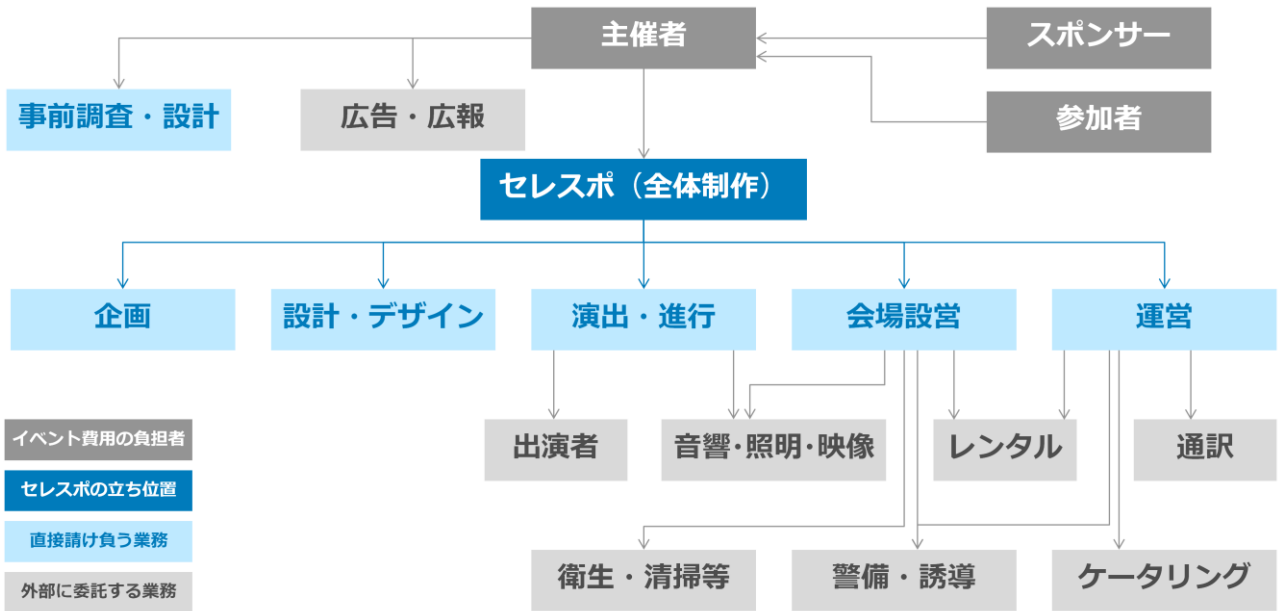 主催者
スポンサー
事前調査・設計
広告・広報
参加者
セレスポ（全体制作）
企画
設計・デザイン
演出・進行
会場設営
運営
出演者
音響・照明・映像
レンタル
通訳
衛生・清掃等
警備・誘導
ケータリング
イベント費用の負担者
セレスポの立ち位置
直接請け負う業務
外部に委託する業務